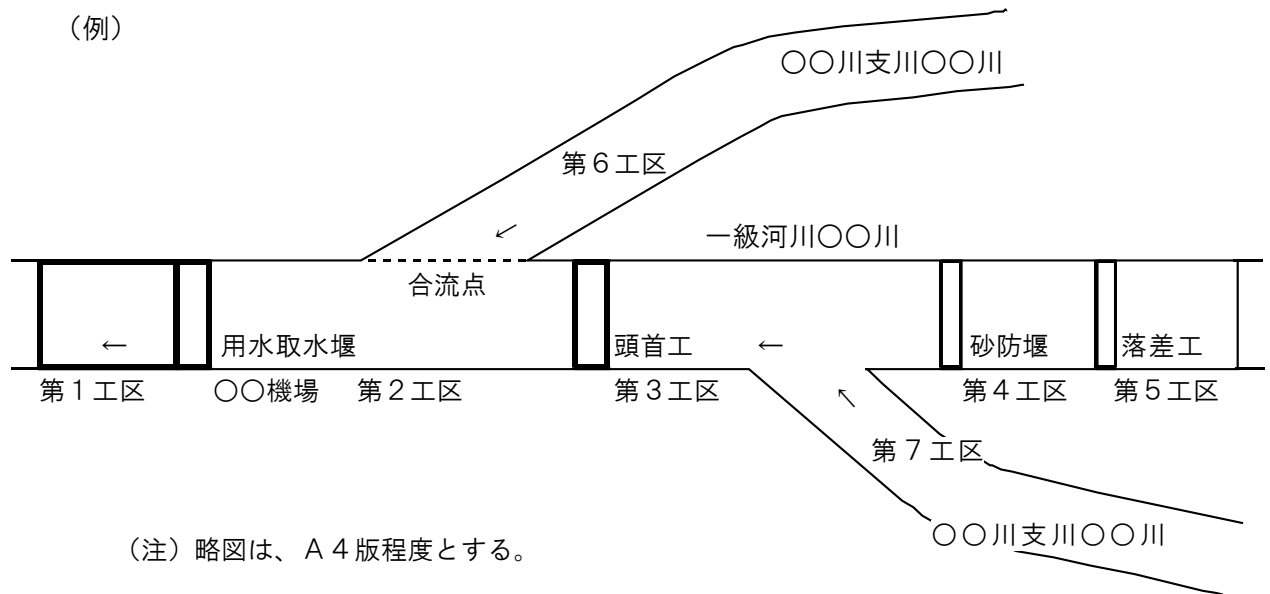 （例）
〇〇川支川〇〇川
第６工区
←
一級河川〇〇川
合流点
← 用水取水堰 頭首工 ← 砂防堰 落差工
第１工区 〇〇機場 第２工区 第３工区 第４工区 第５工区
←
第７工区
〇〇川支川〇〇川
（注）略図は、Ａ４版程度とする。